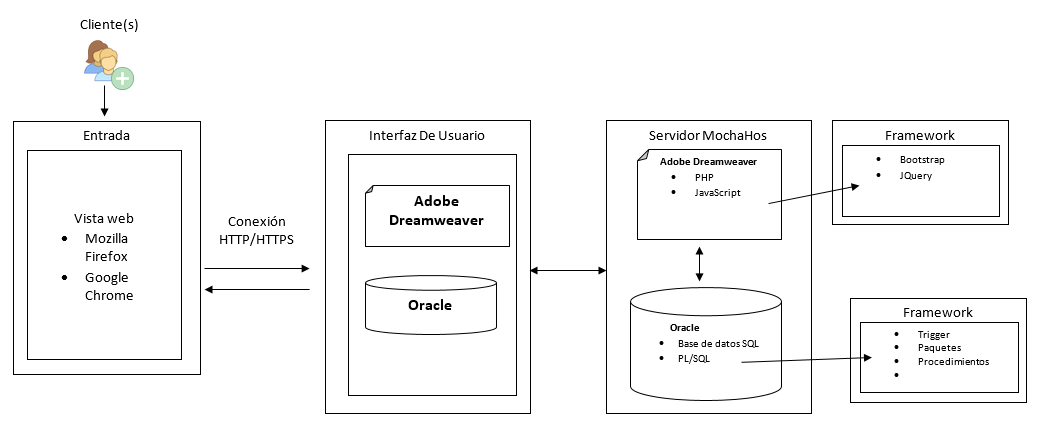 Cliente(s)
Entrada
Vista web
• Mozilla
Firefox
• Google
Chrome
Conexión
HTTP/HTTPS
Interfaz De Usuario
Adobe
Dreamweaver
Oracle
Servidor MochaHos
Adobe Dreamweaver
• PHP
• JavaScript
Oracle
• Base de datos SQL
• PL/SQL
Framework
• Bootstrap
• JQuery
Framework
• Trigger
• Paquetes
• Procedimientos
•